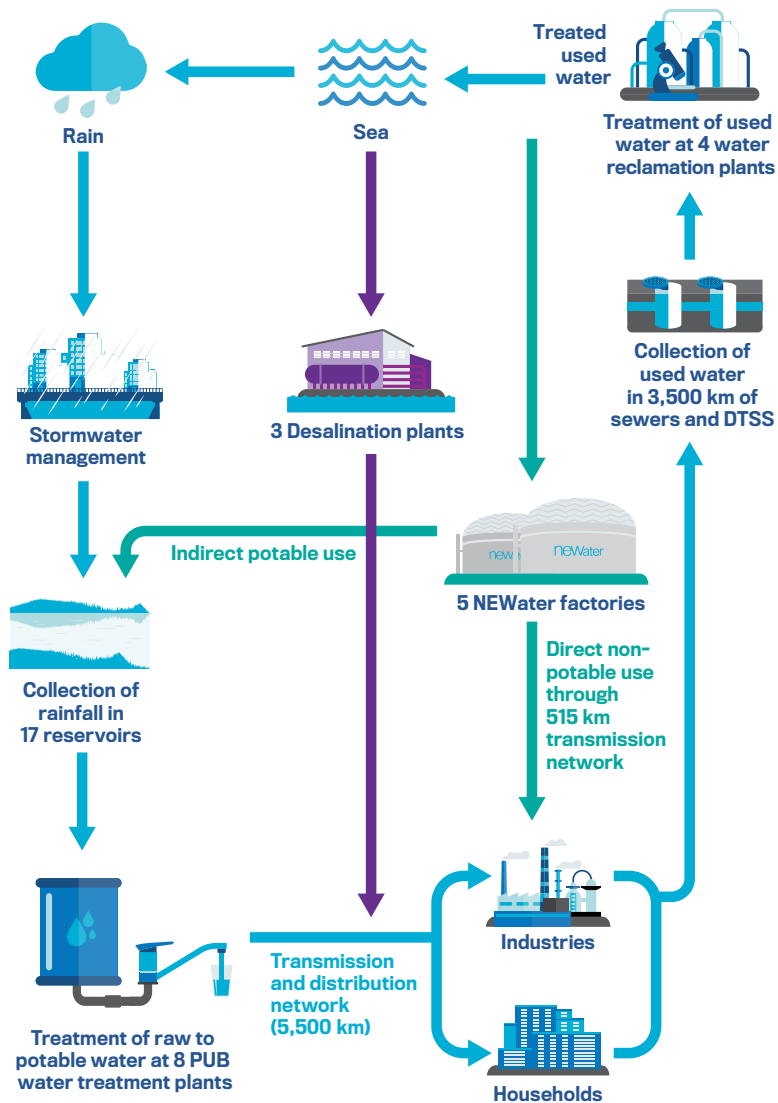 Treated
used
water
Rain
Sea
Treatment of used
water at 4 water
reclamation plants
Collection of
used water
in 3,500 km of
sewers and DTSS
Stormwater
management
3 Desalination plants
Indirect potable use
newater
5 NEWater factories
Collection of
rainfall in
17 reservoirs
Direct non-
potable use
through
515 km
transmission
network
Industries
Transmission
and distribution
network
(5,500 km)
Treatment of raw to
potable water at 8 PUB
water treatment plants
Households